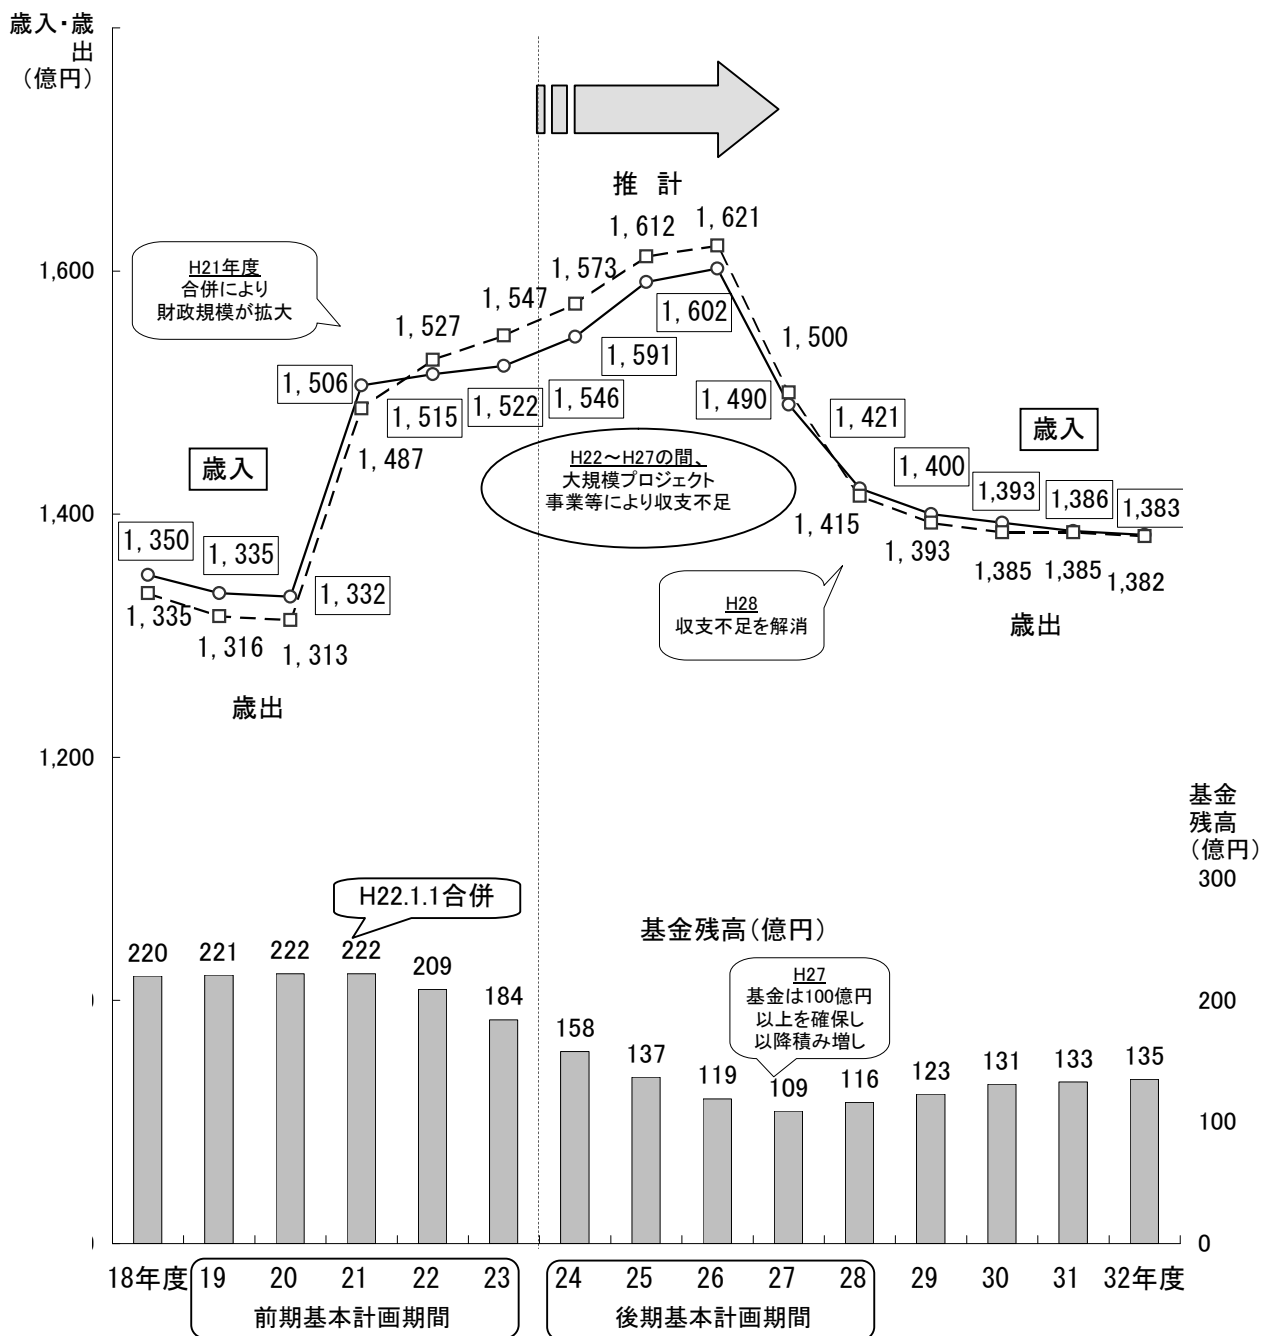 歳入・歳
出
（億円）
推 計
1,612
1,621
1,600
H21年度
合併により
財政規模が拡大
1,573
1,547
1,527
1,602
1,591
1,500
1,506
1,515
1,522
1,546
1,490
1,421
歳入
1,487
歳入
H22～H27の間、
大規模プロジェクト
事業等により収支不足
1,400
1,393
1,386
1,383
1,400
1,350
1,335
1,332
1,415
1,393
1,385
1,385
1,382
1,335
1,316
1,313
H28
収支不足を解消
歳出
歳出
1,200
基金
残高
（億円）
300
H22.1.1合併
基金残高（億円）
220
221
222
222
209
184
H27
基金は100億円
以上を確保し
以降積み増し
200
158
137
119
109
116
123
131
133
135
100
0
18年度 19 20 21 22 23 24 25 26 27 28 29 30 31 32年度
前期基本計画期間
後期基本計画期間